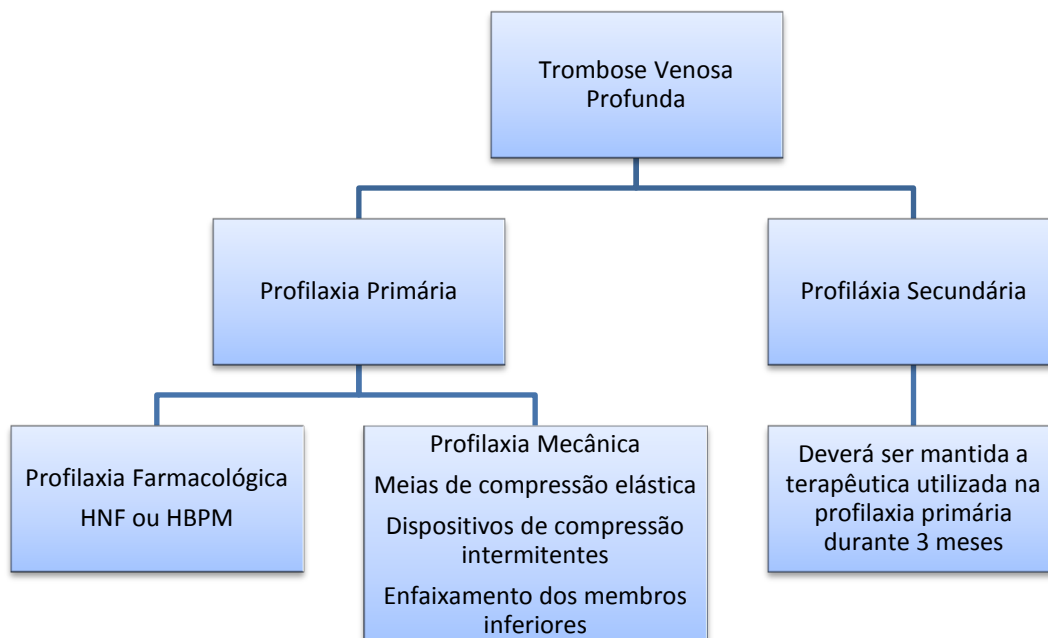 Trombose Venosa
Profunda
Profilaxia Primária
Profiláxia Secundária
Profilaxia Farmacológica
HNF ou HBPM
Profilaxia Mecânica
Meias de compressão elástica
Dispositivos de compressão
intermitentes
Enfaixamento dos membros
inferiores
Deverá ser mantida a
terapêutica utilizada na
profilaxia primária
durante 3 meses